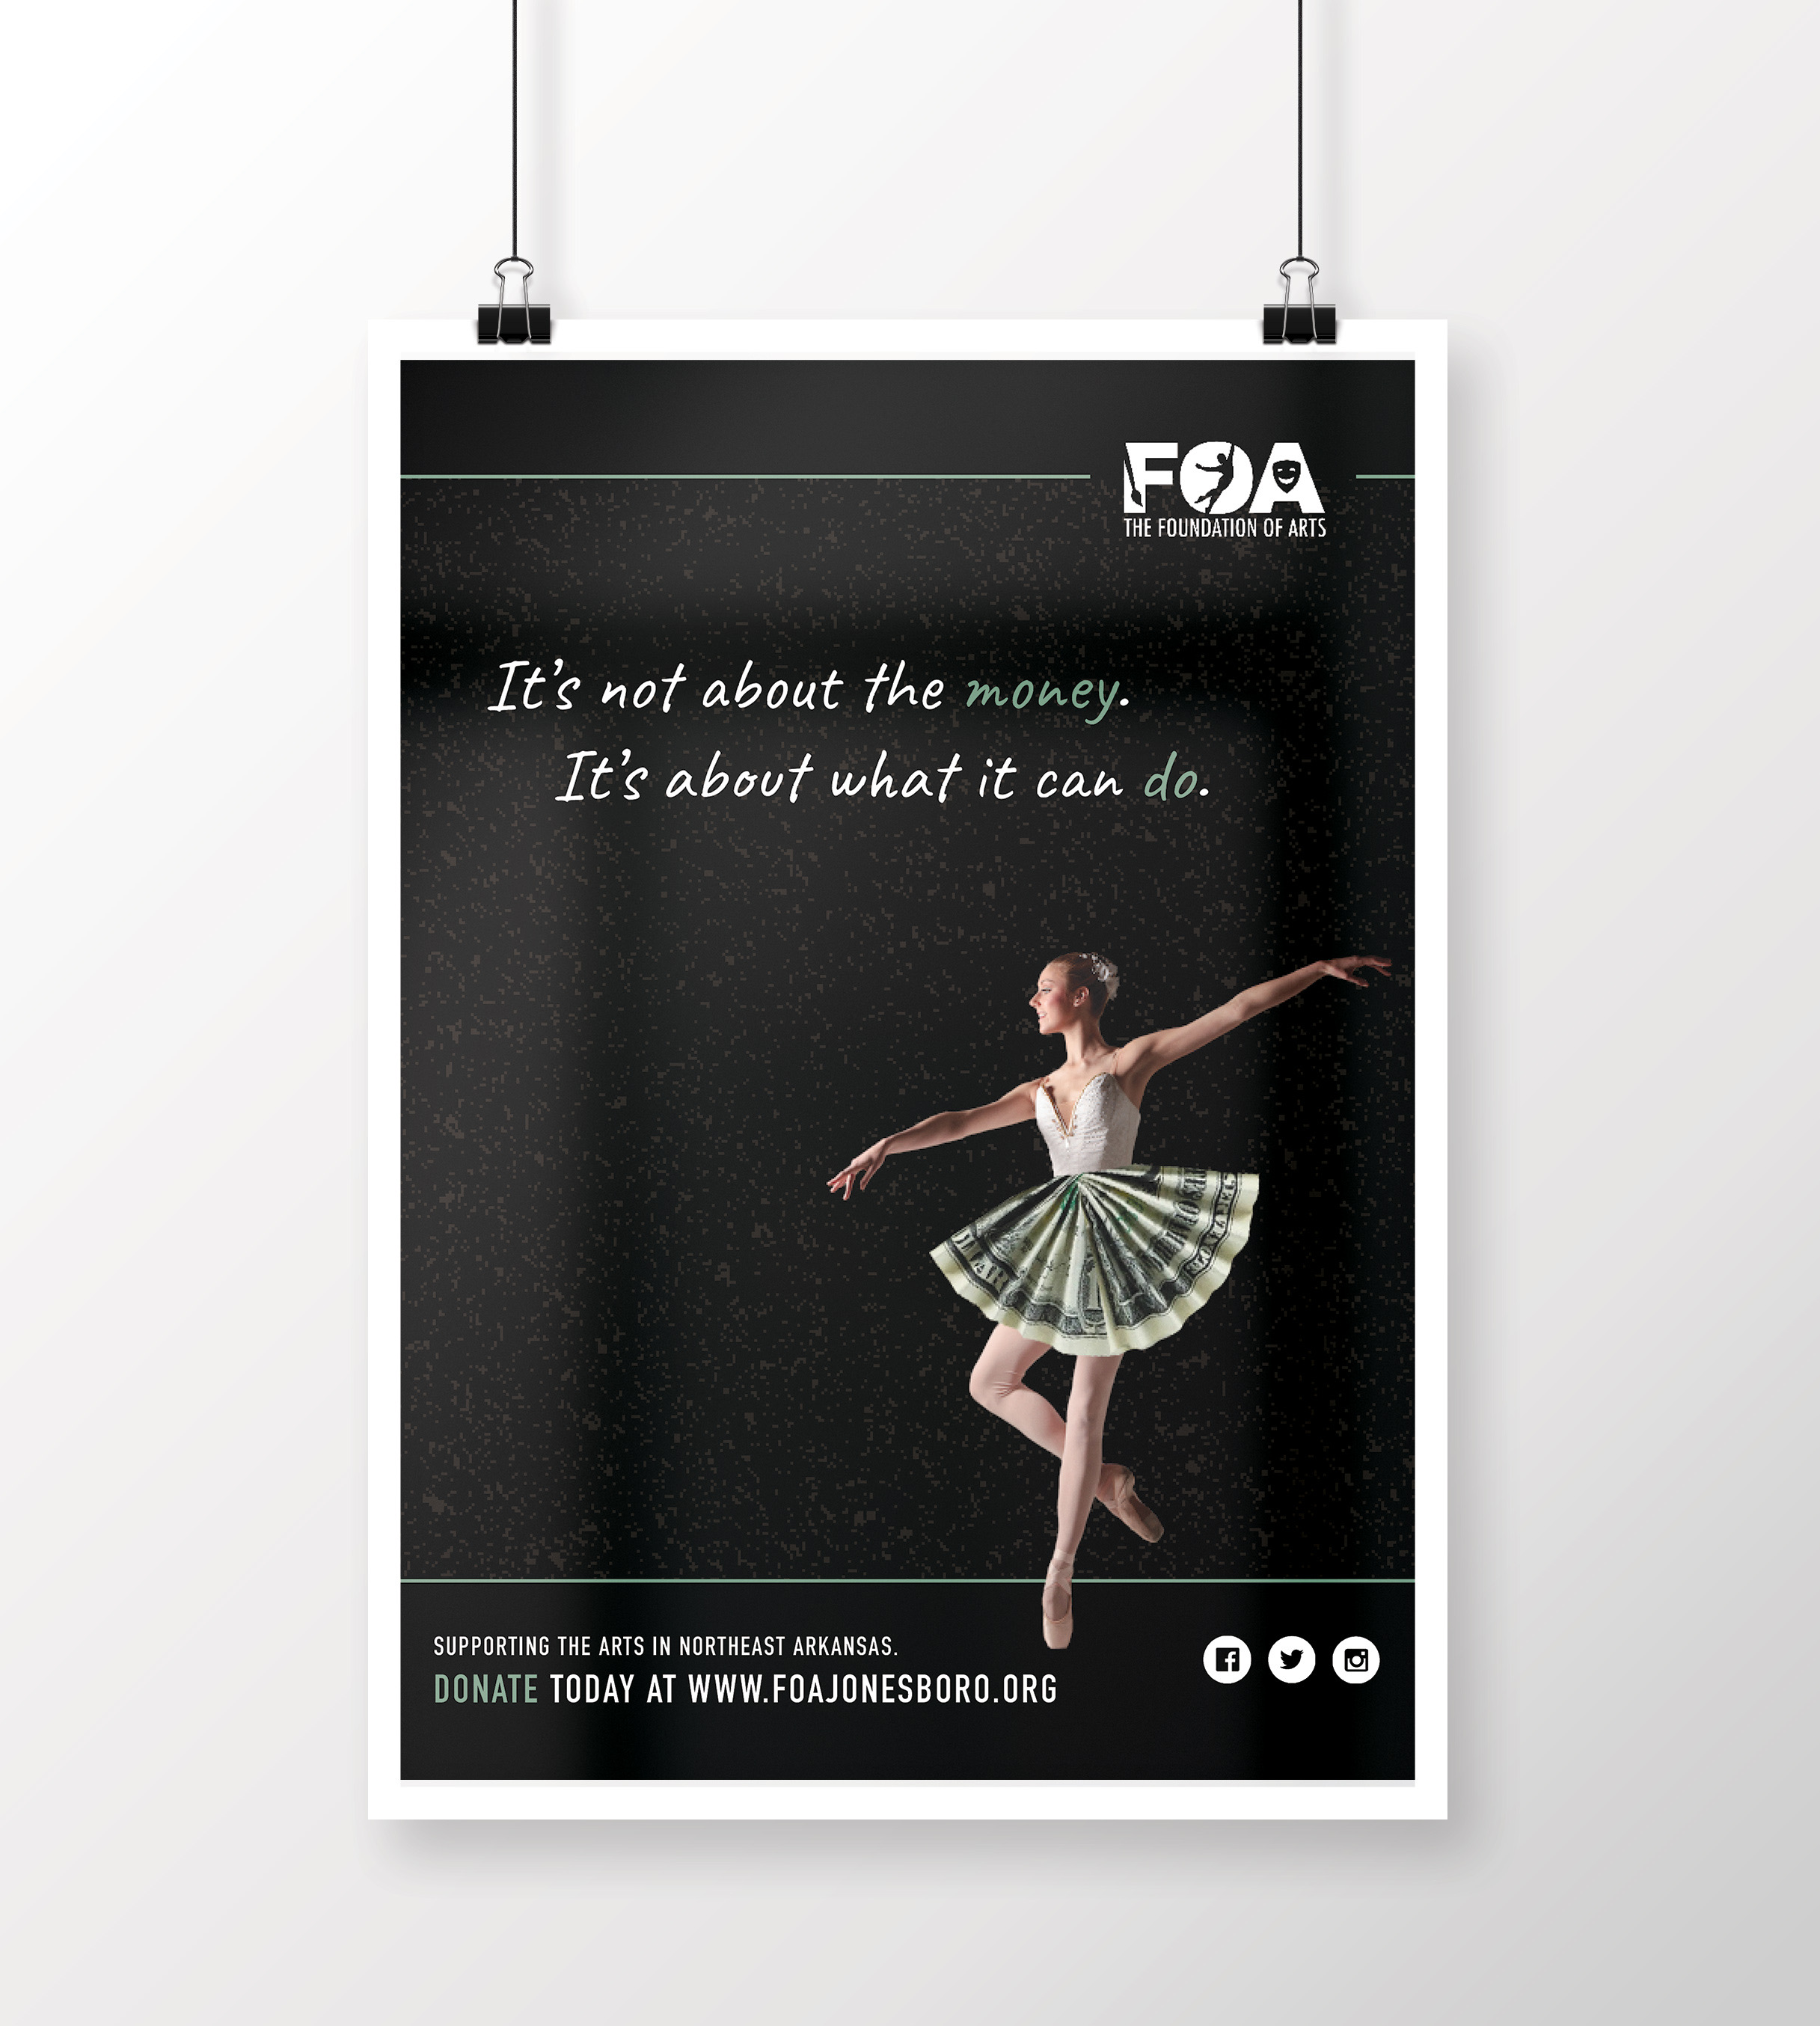 FOA
THE FOUNDATION OF ARTS
It's not about the money.
It's about what it can do.
SUPPORTING THE ARTS IN NORTHEAST ARKANSAS.
DONATE TODAY AT WWW.FOAJONESBORO.ORG